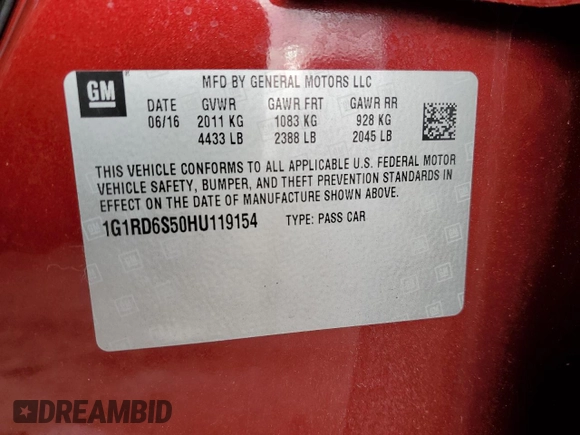 GM
MFD BY GENERAL MOTORS LLC
DATE GVWR GAWR FRT GAWR RR
06/16 2011 KG 1083 KG 928 KG
4433 LB 2388 LB 2045 LB
THIS VEHICLE CONFORMS TO ALL APPLICABLE U.S. FEDERAL MOTOR
VEHICLE SAFETY, BUMPER, AND THEFT PREVENTION STANDARDS IN
EFFECT ON THE DATE OF MANUFACTURE SHOWN ABOVE.
1G1RD6S50HU119154 TYPE: PASS CAR
DREAMBID